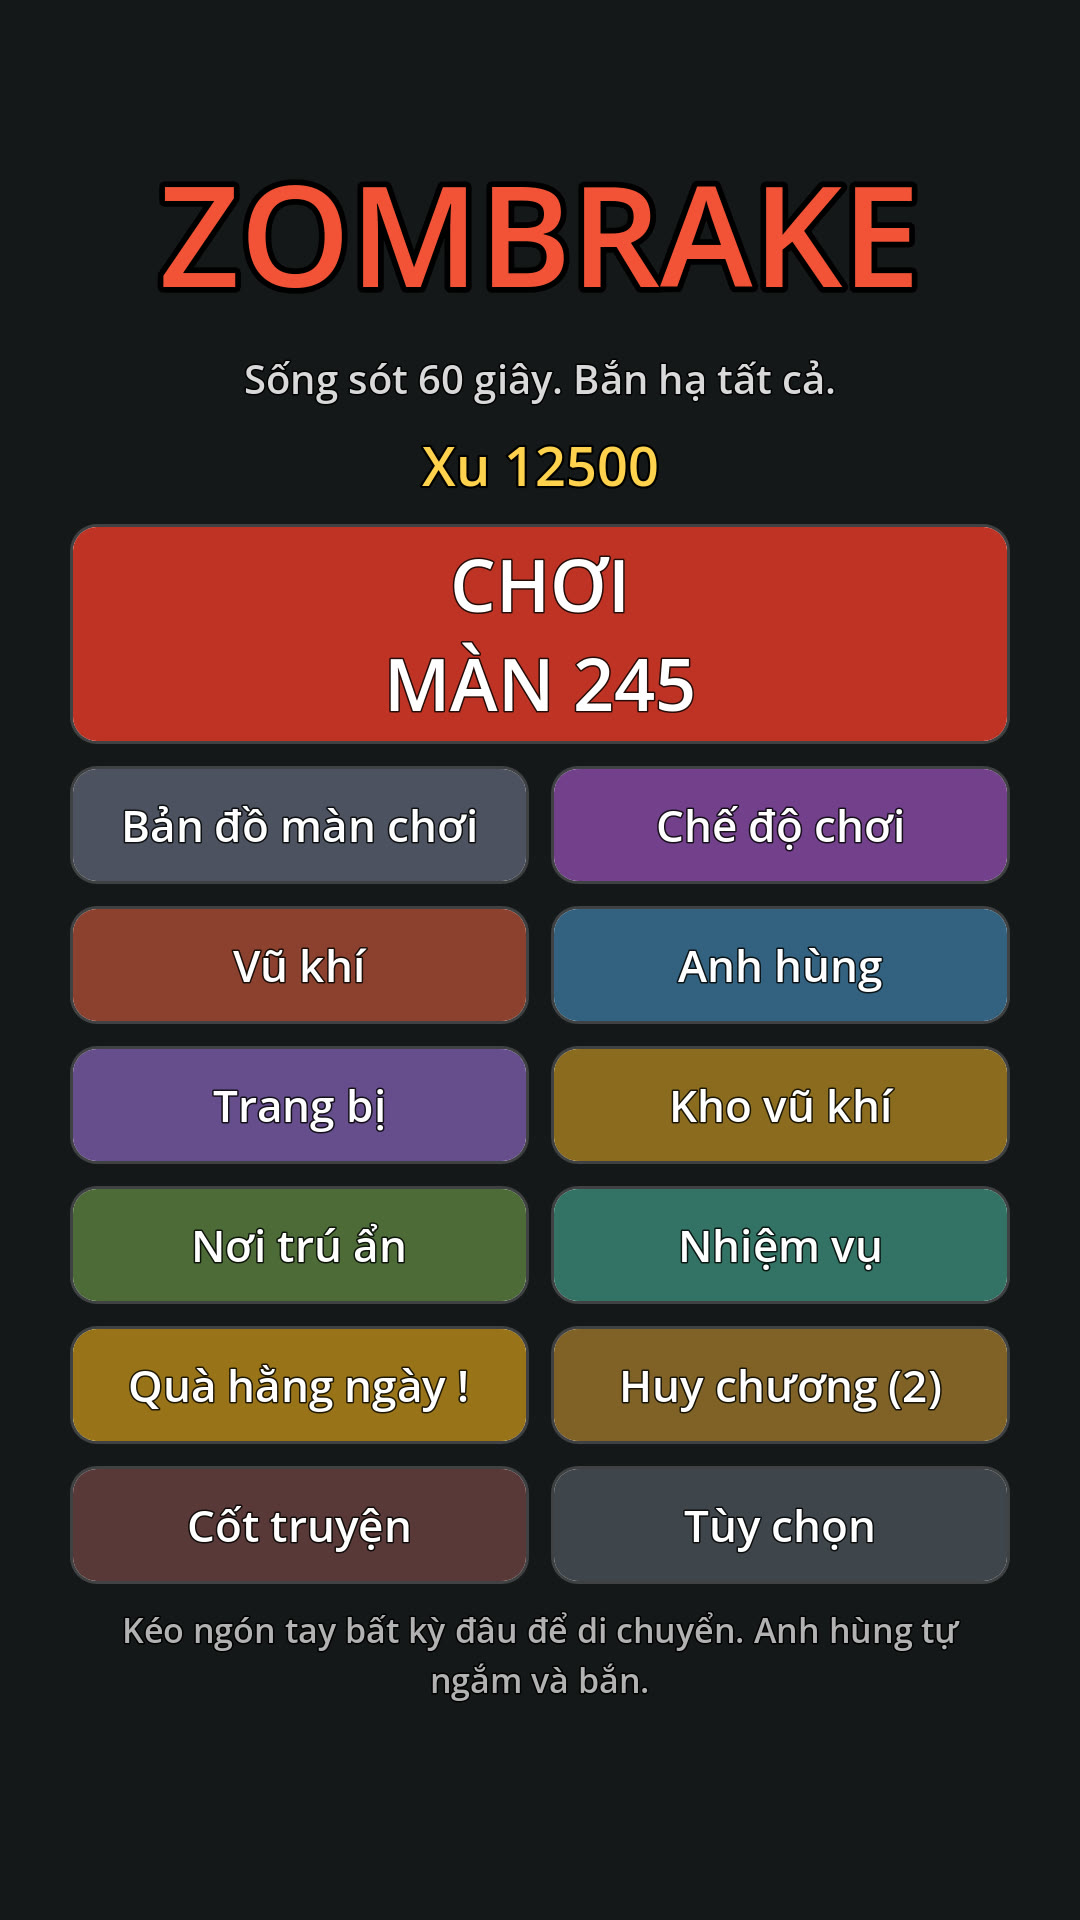 ZOMBRAKE
Sống sót 60 giây. Bắn hạ tất cả.
Xu 12500
CHƠI
MÀN 245
Bản đồ màn chơi
Chế độ chơi
Vũ khí
Anh hùng
Trang bị
Kho vũ khí
Nơi trú ẩn
Nhiệm vụ
Quà hằng ngày !
Huy chương (2)
Cốt truyện
Tùy chọn
Kéo ngón tay bất kỳ đâu để di chuyển. Anh hùng tự
ngắm và bắn.